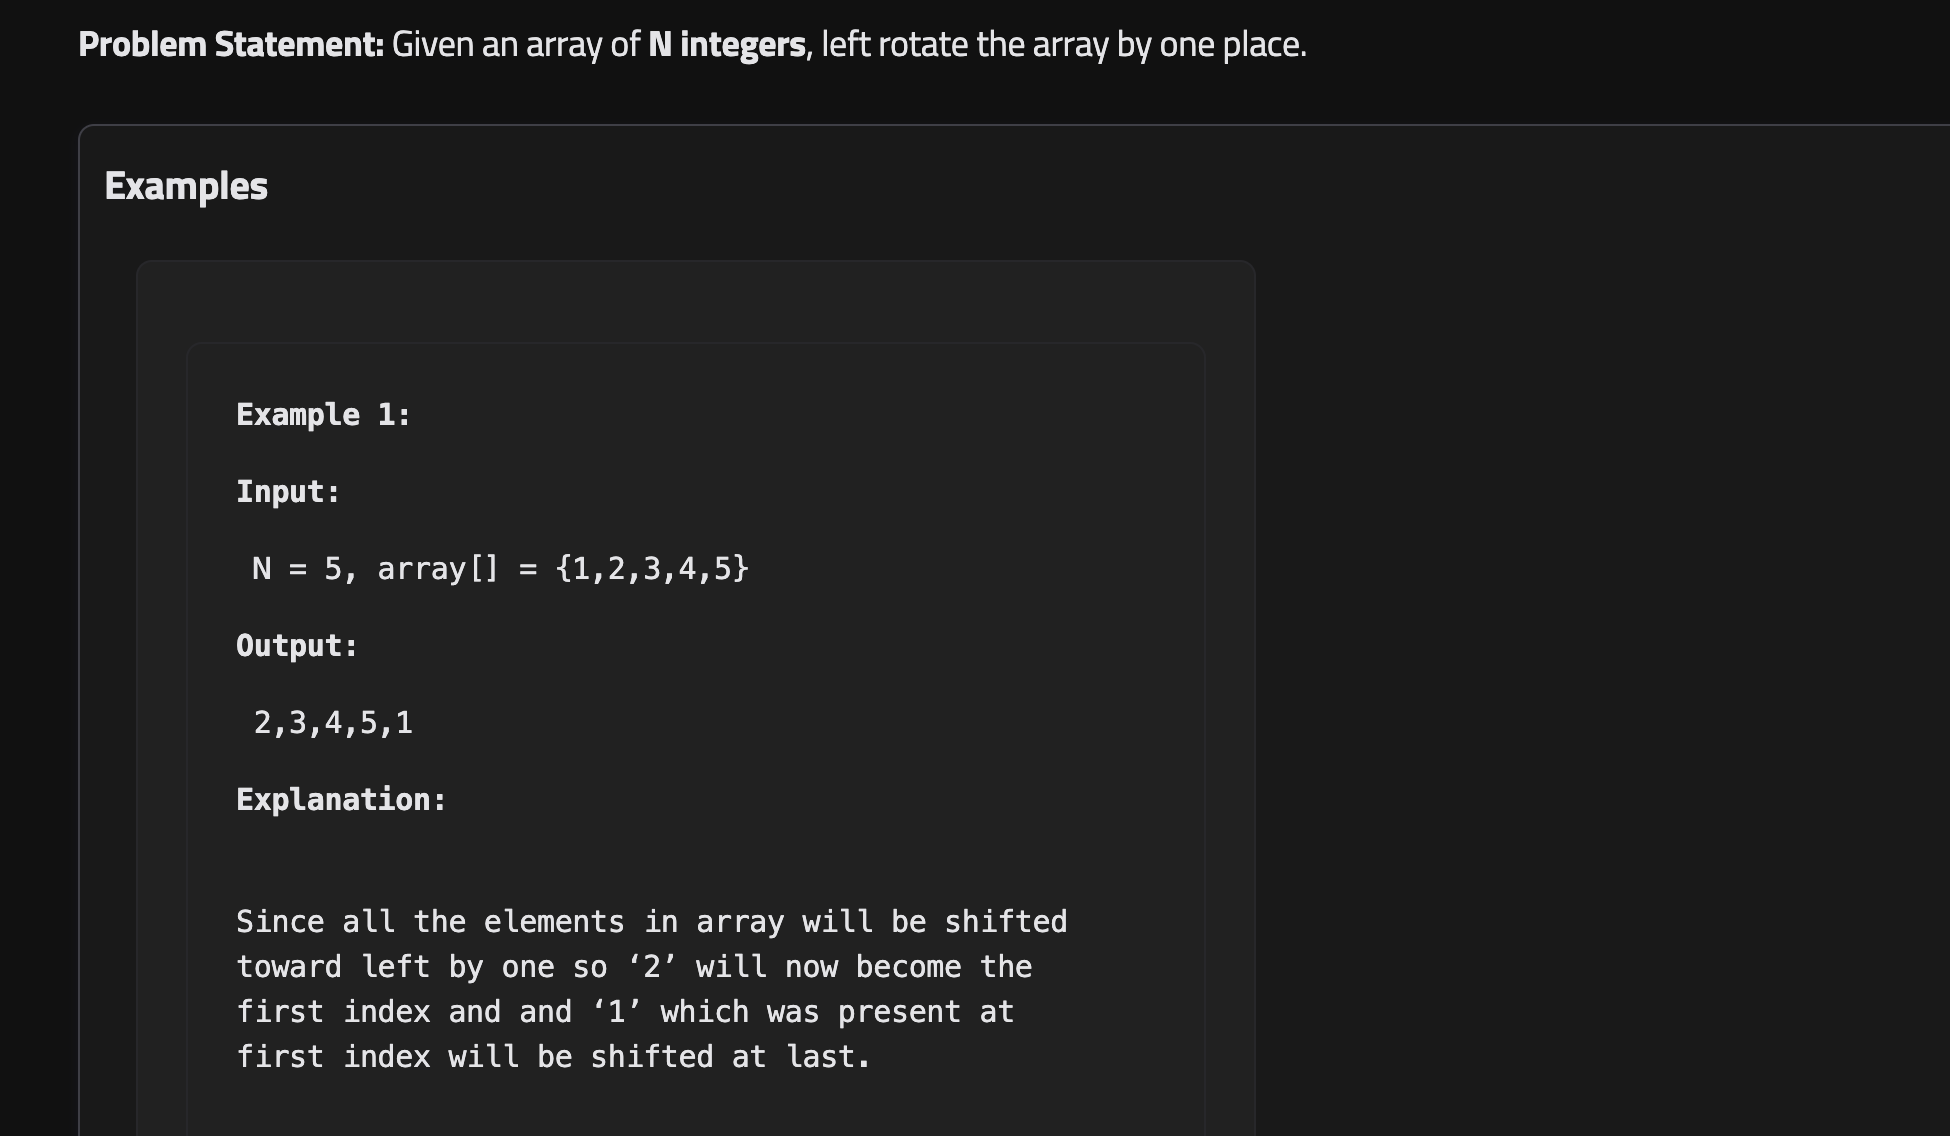 Problem Statement: Given an array of N integers, left rotate the array by one place.
Examples
Example 1:
Input:
N = 5, array[] = {1,2,3,4,5}
Output:
2,3,4,5,1
Explanation:
Since all the elements in array will be shifted
toward left by one so ‘2’ will now become the
first index and and ‘1’ which was present at
first index will be shifted at last.